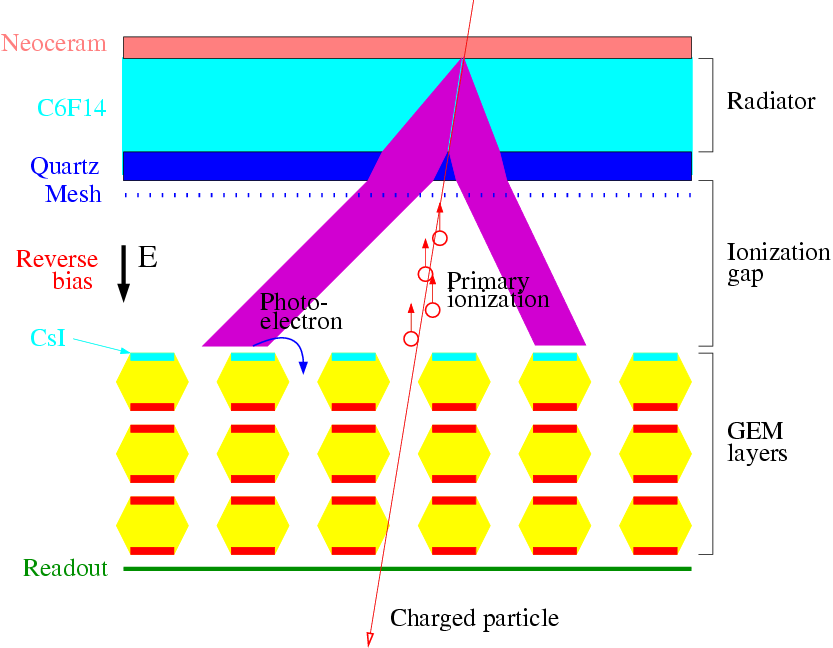 Neoceram
C6F14
Radiator
Quartz
Mesh
Reverse
bias
E
Ionization
gap
Photo-
electron
Primary
ionization
CsI
GEM
layers
Readout
Charged particle